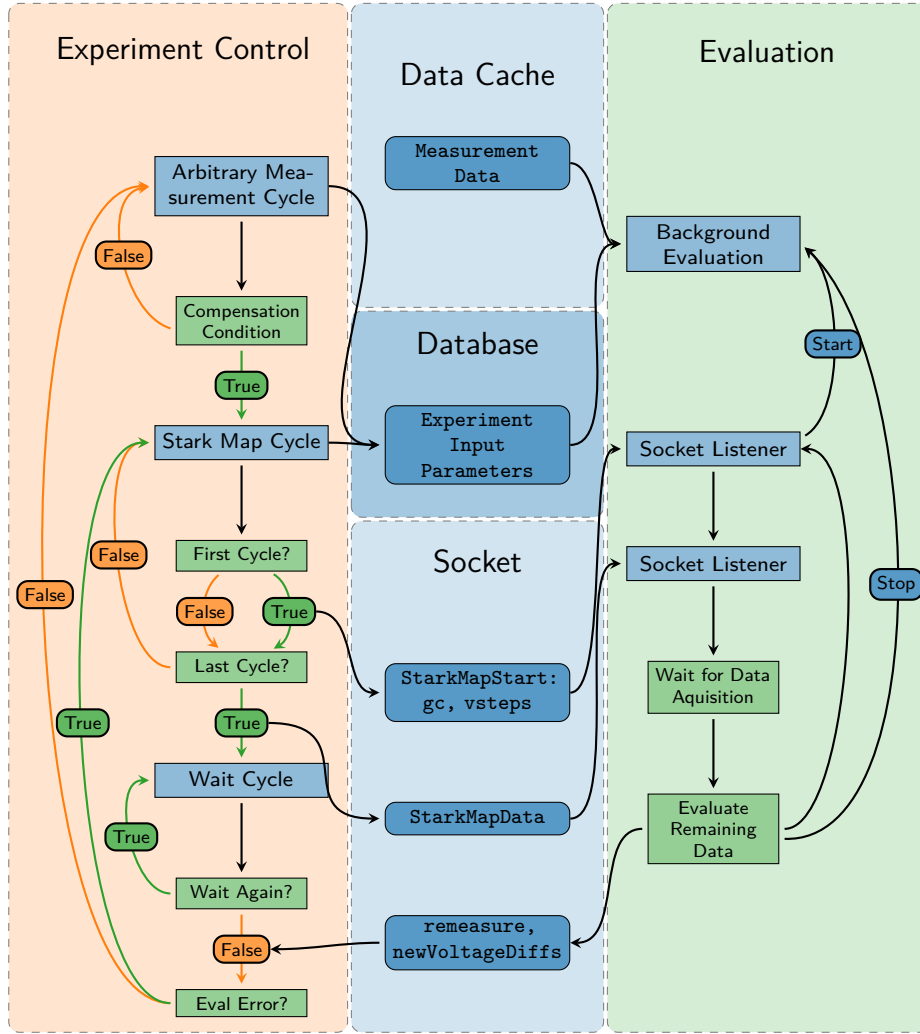 Experiment Control
Arbitrary Mea-
surement Cycle
False
Compensation
Condition
True
Stark Map Cycle
First Cycle?
False
False
True
False
Last Cycle?
True
True
Wait Cycle
True
Wait Again?
False
Eval Error?
Data Cache
Measurement
Data
Database
Experiment
Input
Parameters
Socket
StarkMapStart:
gc, vsteps
StarkMapData
remeasure,
newVoltageDiffs
Evaluation
Background
Evaluation
Start
Socket Listener
Socket Listener
Stop
Wait for Data
Aquisition
Evaluate
Remaining
Data